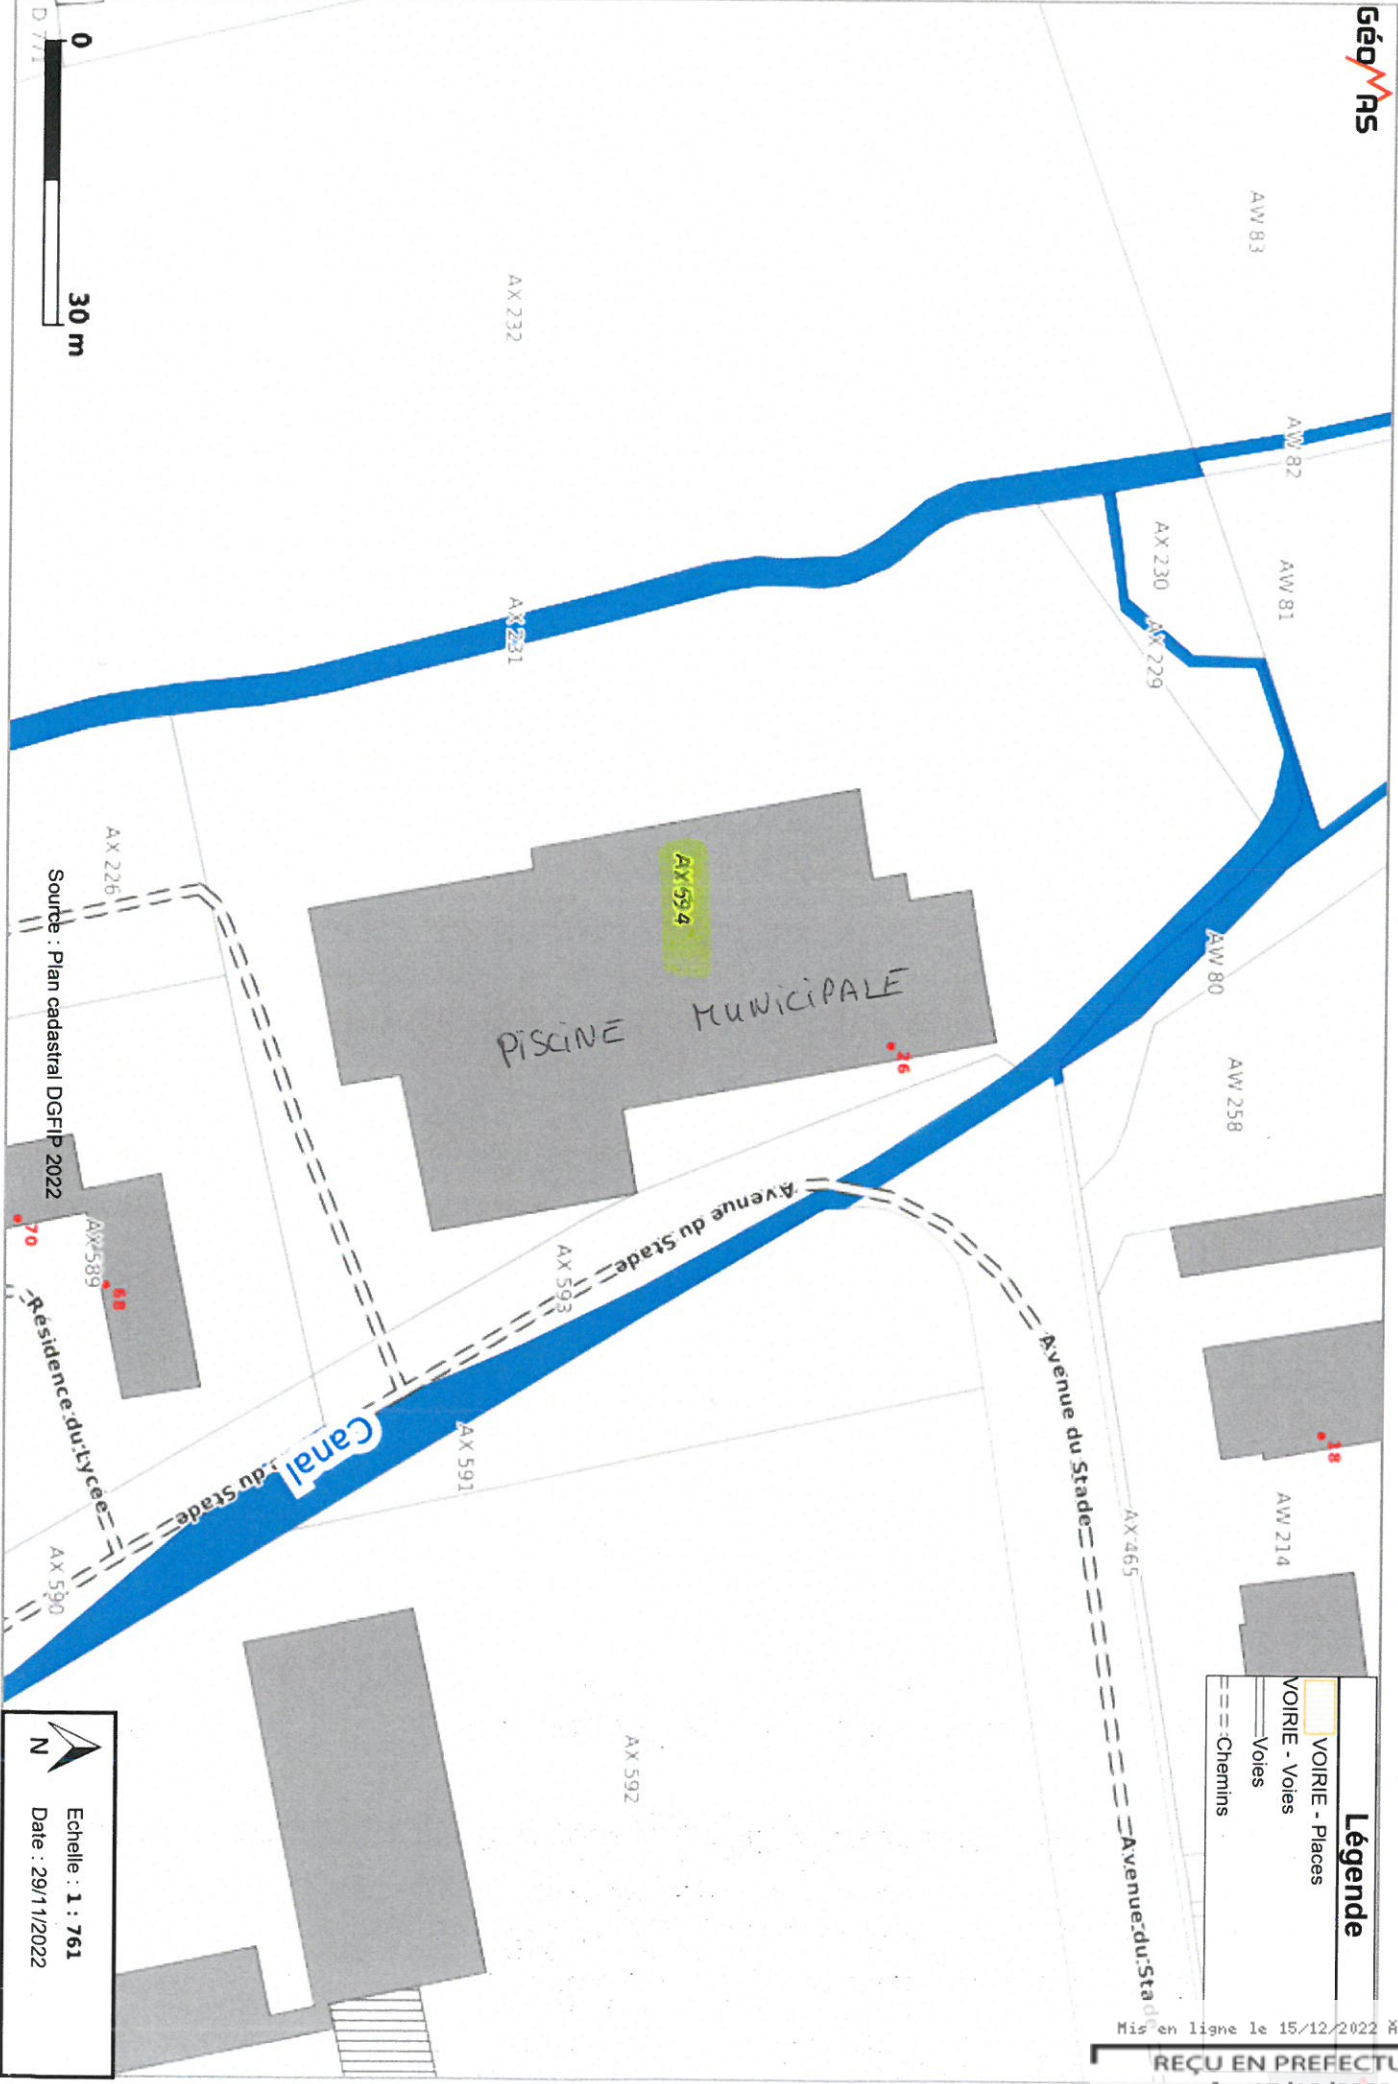 GéoMAS
Légende
VOIRIE - Places
VOIRIE - Voies
Voies
Chemins
AW 83
AW 82
AW 81
AX 230
AX 229
AW 80
AW 258
18
AW 214
AX 465
Avenue du Stade
Avenue du Stade
AX 232
AX 231
AX 594
PISCINE MUNICIPALE
26
Avenue du Stade
AX 593
AX 591
Canal
du Stade
AX 592
AX 226
AX 589
68
70
Résidence du Lycée
AX 590
D 771
0
30 m
Source : Plan cadastral DGFIP 2022
N
Echelle : 1 : 761
Date : 29/11/2022
Mis en ligne le 15/12/2022
REÇU EN PREFECTU